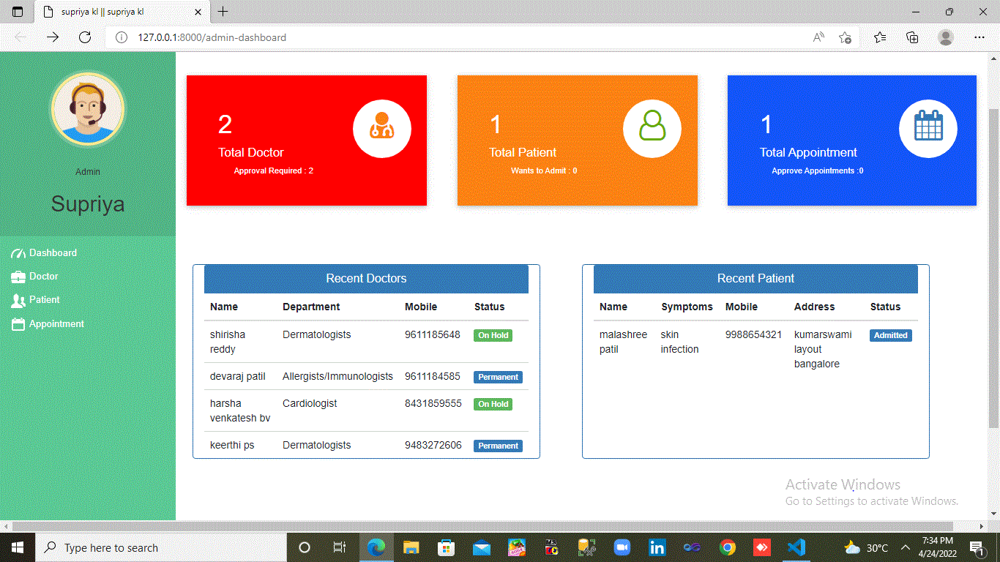 supriya kl || supriya kl
127.0.0.1:8000/admin-dashboard
Admin
Supriya
Dashboard
Doctor
Patient
Appointment
2
Total Doctor
Approval Required : 2
1
Total Patient
Wants to Admit : 0
1
Total Appointment
Approve Appointments :0
Recent Doctors
Name Department Mobile Status
shirisha reddy Dermatologists 9611185648 On Hold
devaraj patil Allergists/Immunologists 9611184585 Permanent
harsha venkatesh bv Cardiologist 8431859555 On Hold
keerthi ps Dermatologists 9483272606 Permanent
Recent Patient
Name Symptoms Mobile Address Status
malashree patil skin infection 9988654321 kumarswami layout bangalore Admitted
Activate Windows
Go to Settings to activate Windows.
Type here to search
30°C
7:34 PM
4/24/2022
1